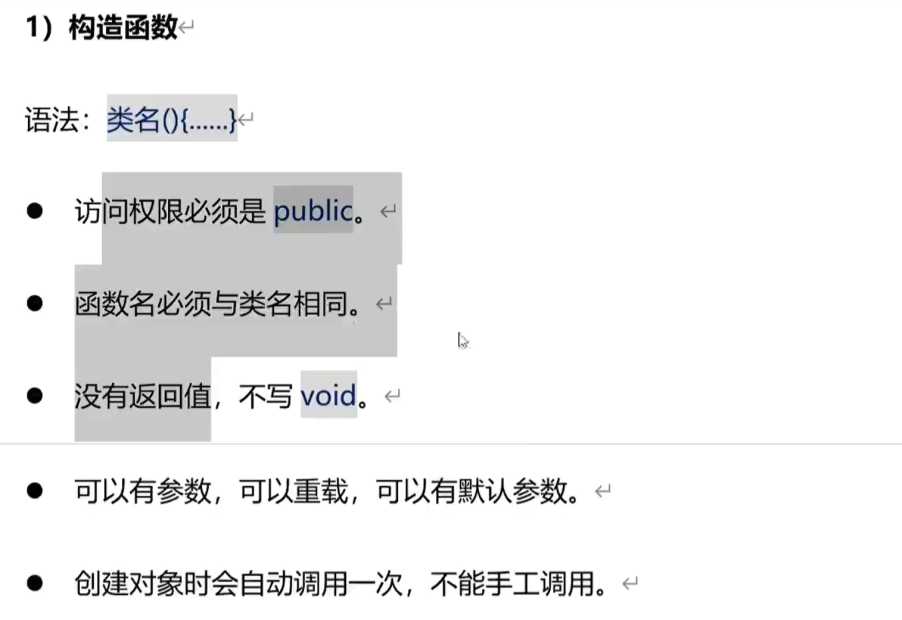 1）构造函数
语法：类名(){......}
● 访问权限必须是 public。
● 函数名必须与类名相同。
● 没有返回值，不写 void。
● 可以有参数，可以重载，可以有默认参数。
● 创建对象时会自动调用一次，不能手工调用。